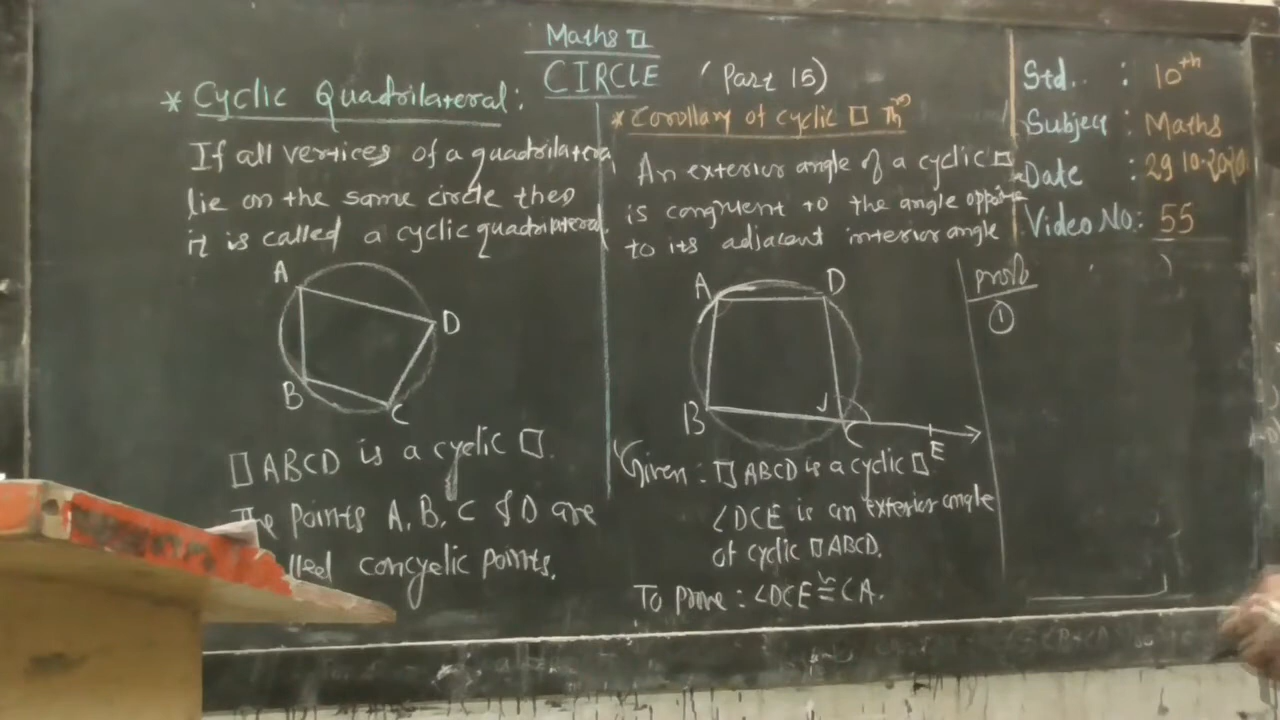 Maths II
CIRCLE (Part 15)
* Cyclic Quadrilateral:
If all vertices of a quadrilatera
lie on the same circle then
it is called a cyclic quadrilateral.
A
D
B
C
□ ABCD is a cyclic □.
The points A, B, C & D are
lled concyclic points.
* Corollary of cyclic □ Thm
An exterior angle of a cyclic □
is congruent to the angle opposite
to its adjacent interior angle
A D
B C E
Given: □ ABCD is a cyclic □
∠DCE is an exterior angle
of cyclic □ABCD.
To prove: ∠DCE ≅ ∠A.
proof
①
Std. : 10th
Subject : Maths
Date : 29 10.2020
Video No: 55